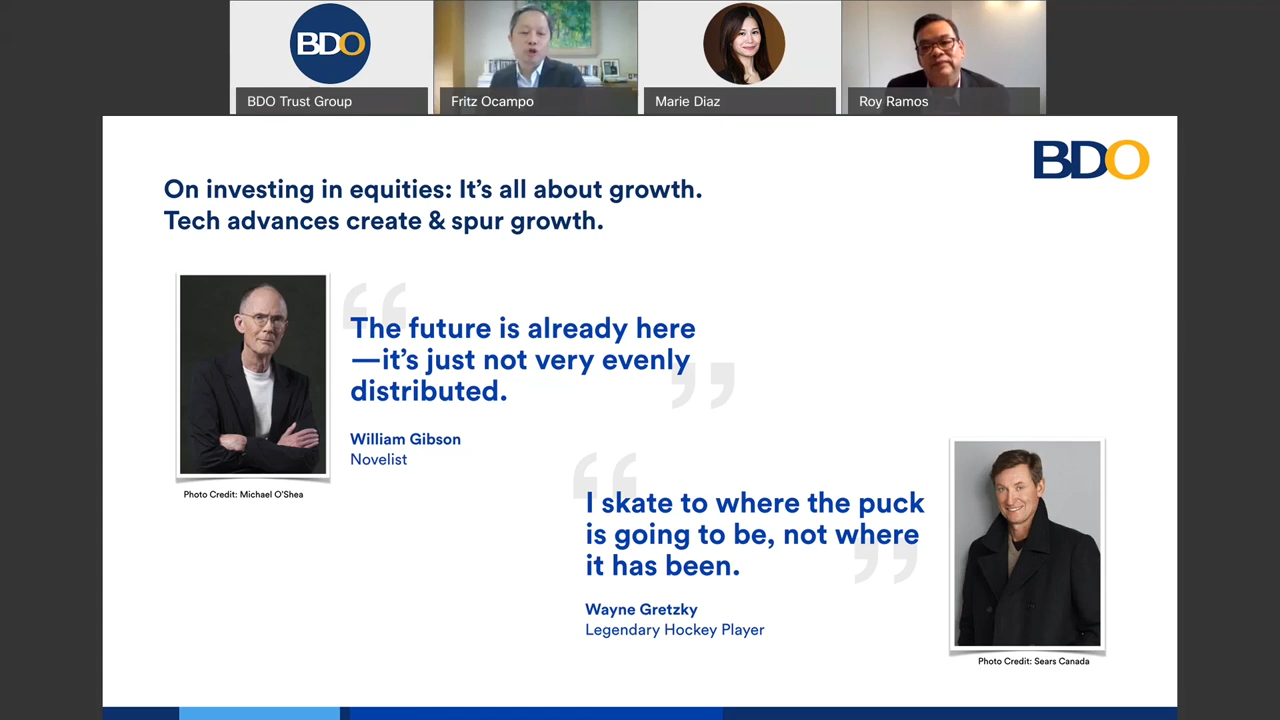 BDO
BDO Trust Group
Fritz Ocampo
Marie Diaz
Roy Ramos
BDO
On investing in equities: It’s all about growth.
Tech advances create & spur growth.
“The future is already here
—it’s just not very evenly
distributed.”
William Gibson
Novelist
Photo Credit: Michael O'Shea
“I skate to where the puck
is going to be, not where
it has been.”
Wayne Gretzky
Legendary Hockey Player
Photo Credit: Sears Canada